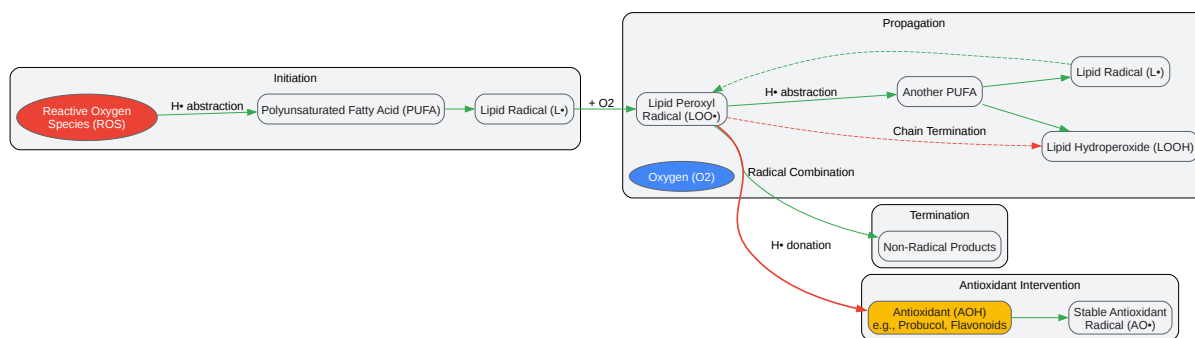 Propagation
Initiation
Reactive Oxygen
Species (ROS)
H• abstraction
Polyunsaturated Fatty Acid (PUFA)
Lipid Radical (L•)
+ O2
Lipid Peroxyl
Radical (LOO•)
H• abstraction
Another PUFA
Lipid Radical (L•)
Chain Termination
Lipid Hydroperoxide (LOOH)
Oxygen (O2)
Radical Combination
Termination
Non-Radical Products
H• donation
Antioxidant Intervention
Antioxidant (AOH)
e.g., Probucol, Flavonoids
Stable Antioxidant
Radical (AO•)